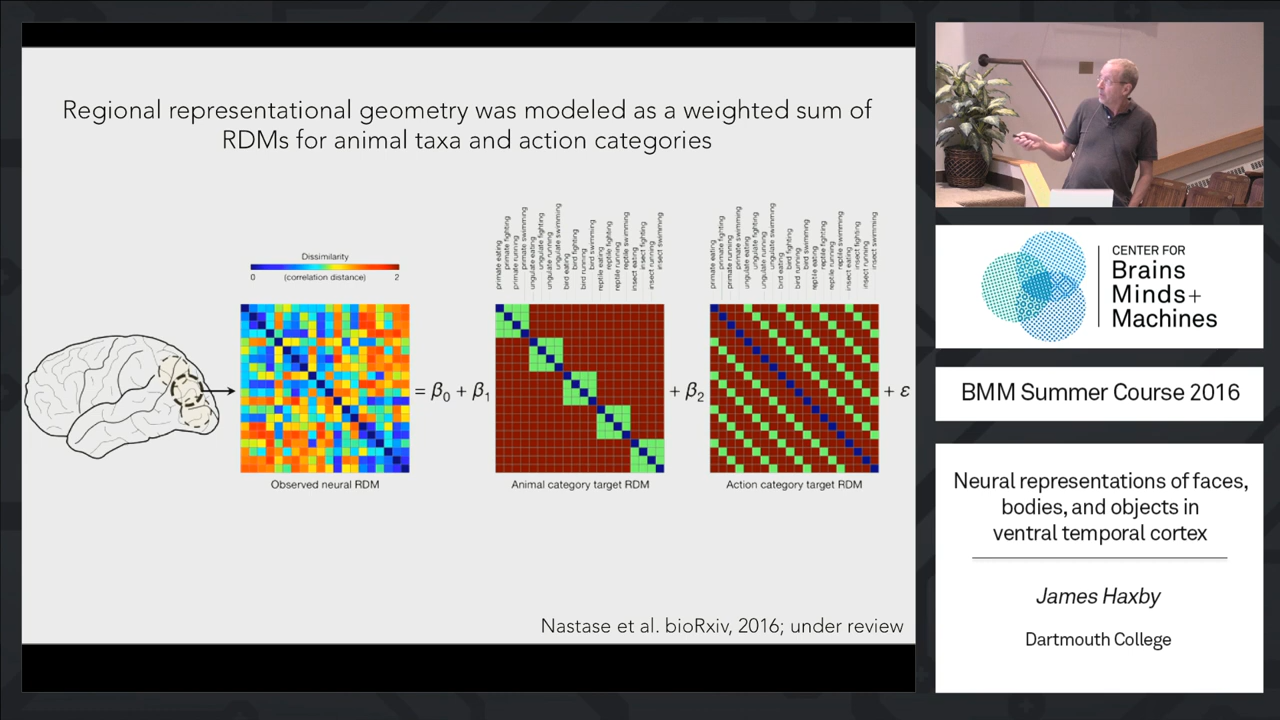 Regional representational geometry was modeled as a weighted sum of
RDMs for animal taxa and action categories
Dissimilarity
0 (correlation distance) 2
primate eating
primate fighting
primate running
primate swimming
ungulate eating
ungulate fighting
ungulate running
ungulate swimming
bird eating
bird fighting
bird running
bird swimming
reptile eating
reptile fighting
reptile running
reptile swimming
insect eating
insect fighting
insect running
insect swimming
primate eating
primate fighting
primate running
primate swimming
ungulate eating
ungulate fighting
ungulate running
ungulate swimming
bird eating
bird fighting
bird running
bird swimming
reptile eating
reptile fighting
reptile running
reptile swimming
insect eating
insect fighting
insect running
insect swimming
= β0 + β1 + β2 + ε
Observed neural RDM
Animal category target RDM
Action category target RDM
Nastase et al. bioRxiv, 2016; under review
CENTER FOR
Brains
Minds+
Machines
BMM Summer Course 2016
Neural representations of faces,
bodies, and objects in
ventral temporal cortex
James Haxby
Dartmouth College